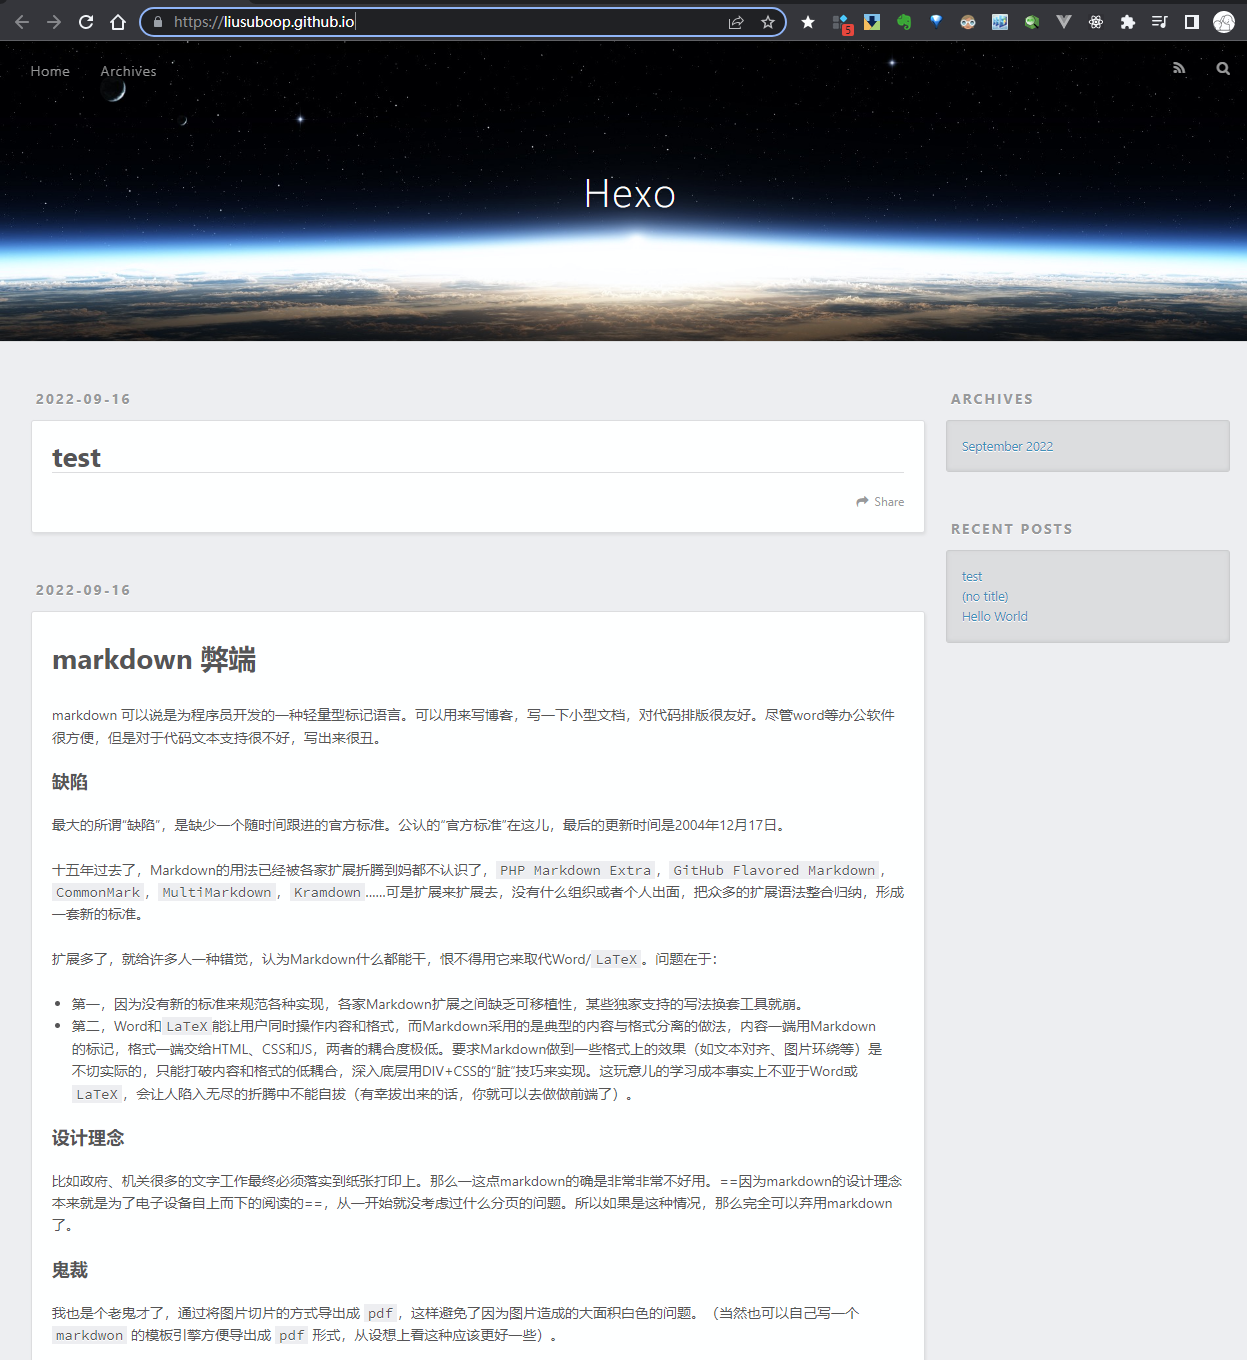 https://liusuboop.github.io
5
Home
Archives
Hexo
2022-09-16
test
Share
2022-09-16
markdown 弊端
markdown 可以说是为程序员开发的一种轻量型标记语言。可以用来写博客，写一下小型文档，对代码排版很友好。尽管word等办公软件
很方便，但是对于代码文本支持很不好，写出来很丑。
缺陷
最大的所谓“缺陷”，是缺少一个随时间跟进的官方标准。公认的“官方标准”在这儿，最后的更新时间是2004年12月17日。
十五年过去了，Markdown的用法已经被各家扩展折腾到妈都不认识了，PHP Markdown Extra，GitHub Flavored Markdown，
CommonMark，MultiMarkdown，Kramdown……可是扩展来扩展去，没有什么组织或者个人出面，把众多的扩展语法整合归纳，形成
一套新的标准。
扩展多了，就给许多人一种错觉，认为Markdown什么都能干，恨不得用它来取代Word/LaTeX。问题在于：
• 第一，因为没有新的标准来规范各种实现，各家Markdown扩展之间缺乏可移植性，某些独家支持的写法换套工具就崩。
• 第二，Word和LaTeX能让用户同时操作内容和格式，而Markdown采用的是典型的内容与格式分离的做法，内容一端用Markdown
的标记，格式一端交给HTML、CSS和JS，两者的耦合度极低。要求Markdown做到一些格式上的效果（如文本对齐、图片环绕等）是
不切实际的，只能打破内容和格式的低耦合，深入底层用DIV+CSS的“脏”技巧来实现。这玩意儿的学习成本事实上不亚于Word或
LaTeX，会让人陷入无尽的折腾中不能自拔（有幸拔出来的话，你就可以去做做前端了）。
设计理念
比如政府、机关很多的文字工作最终必须落实到纸张打印上。那么一这点markdown的确是非常非常不好用。==因为markdown的设计理念
本来就是为了电子设备自上而下的阅读的==，从一开始就没考虑过什么分页的问题。所以如果是这种情况，那么完全可以弃用markdown
了。
鬼裁
我也是个老鬼才了，通过将图片切片的方式导出成 pdf，这样避免了因为图片造成的大面积白色的问题。（当然也可以自己写一个
markdwon 的模板引擎方便导出成 pdf 形式，从设想上看这种应该更好一些）。
ARCHIVES
September 2022
RECENT POSTS
test
(no title)
Hello World